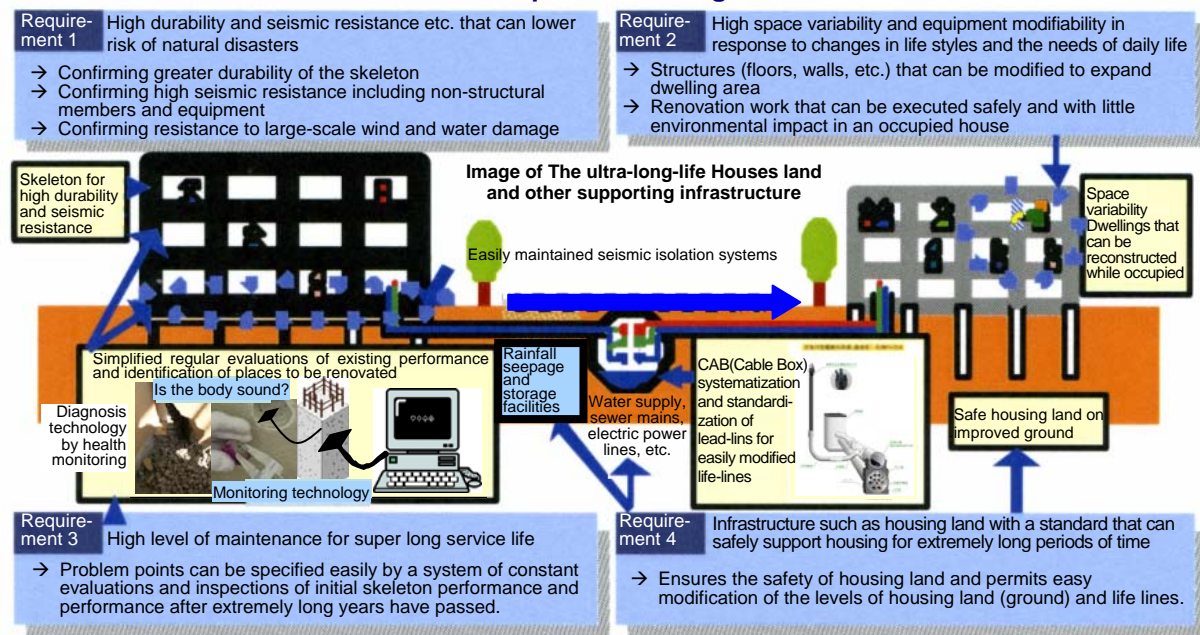 Require-
ment 1
High durability and seismic resistance etc. that can lower
risk of natural disasters
→ Confirming greater durability of the skeleton
→ Confirming high seismic resistance including non-structural
members and equipment
→ Confirming resistance to large-scale wind and water damage
Require-
ment 2
High space variability and equipment modifiability in
response to changes in life styles and the needs of daily life
→ Structures (floors, walls, etc.) that can be modified to expand
dwelling area
→ Renovation work that can be executed safely and with little
environmental impact in an occupied house
Skeleton for
high durability
and seismic
resistance
Image of The ultra-long-life Houses land
and other supporting infrastructure
Easily maintained seismic isolation systems
Space
variability
Dwellings that
can be
reconstructed
while occupied
Simplified regular evaluations of existing performance
and identification of places to be renovated
Is the body sound?
Diagnosis
technology
by health
monitoring
Monitoring technology
Rainfall
seepage
and
storage
facilities
Water supply,
sewer mains,
electric power
lines, etc.
CAB(Cable Box)
systematization
and standardi-
zation of
lead-lins for
easily modified
life-lines
Safe housing land on
improved ground
Require-
ment 3
High level of maintenance for super long service life
→ Problem points can be specified easily by a system of constant
evaluations and inspections of initial skeleton performance and
performance after extremely long years have passed.
Require-
ment 4
Infrastructure such as housing land with a standard that can
safely support housing for extremely long periods of time
→ Ensures the safety of housing land and permits easy
modification of the levels of housing land (ground) and life lines.